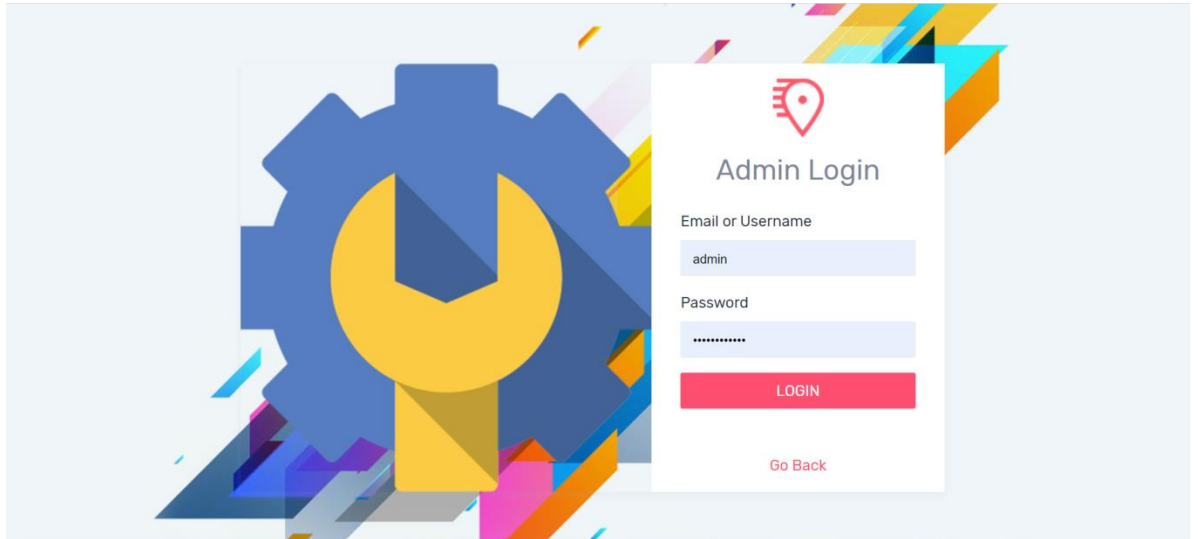 Admin Login
Email or Username
admin
Password
••••••••••••
LOGIN
Go Back